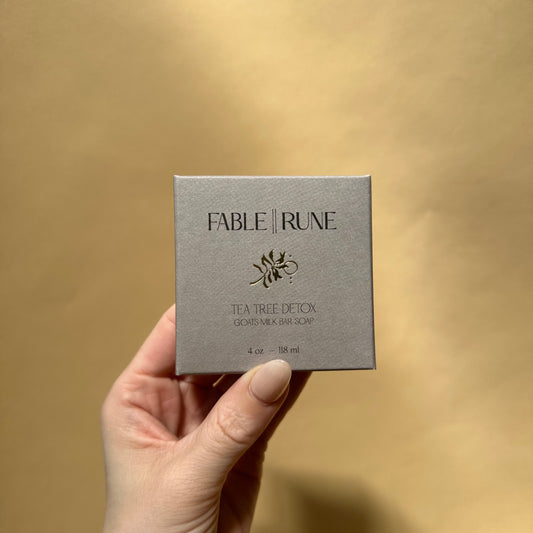 FABLE || RUNE
TEA TREE DETOX
GOATS MILK BAR SOAP
4 oz — 118 ml